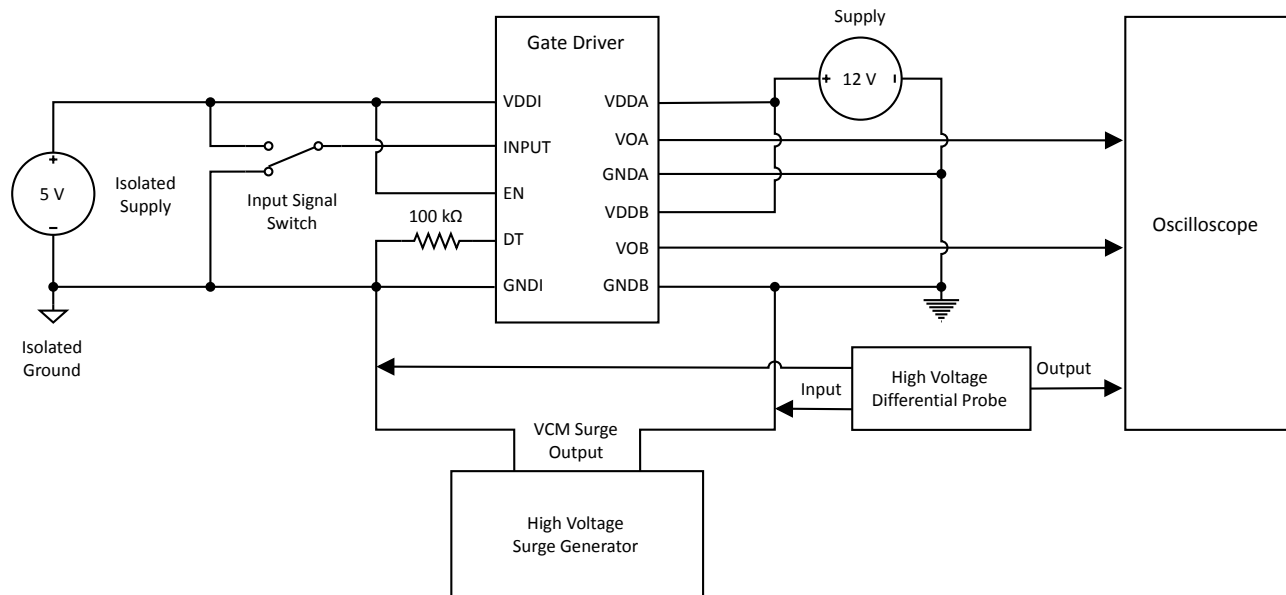 Supply
Gate Driver
+ 12 V −
VDDI
VDDA
INPUT
VOA
GNDA
+
5 V
−
Isolated
Supply
Input Signal
Switch
EN
VDDB
100 kΩ
DT
VOB
Oscilloscope
GNDI
GNDB
Isolated
Ground
High Voltage
Differential Probe
Input
Output
VCM Surge
Output
High Voltage
Surge Generator